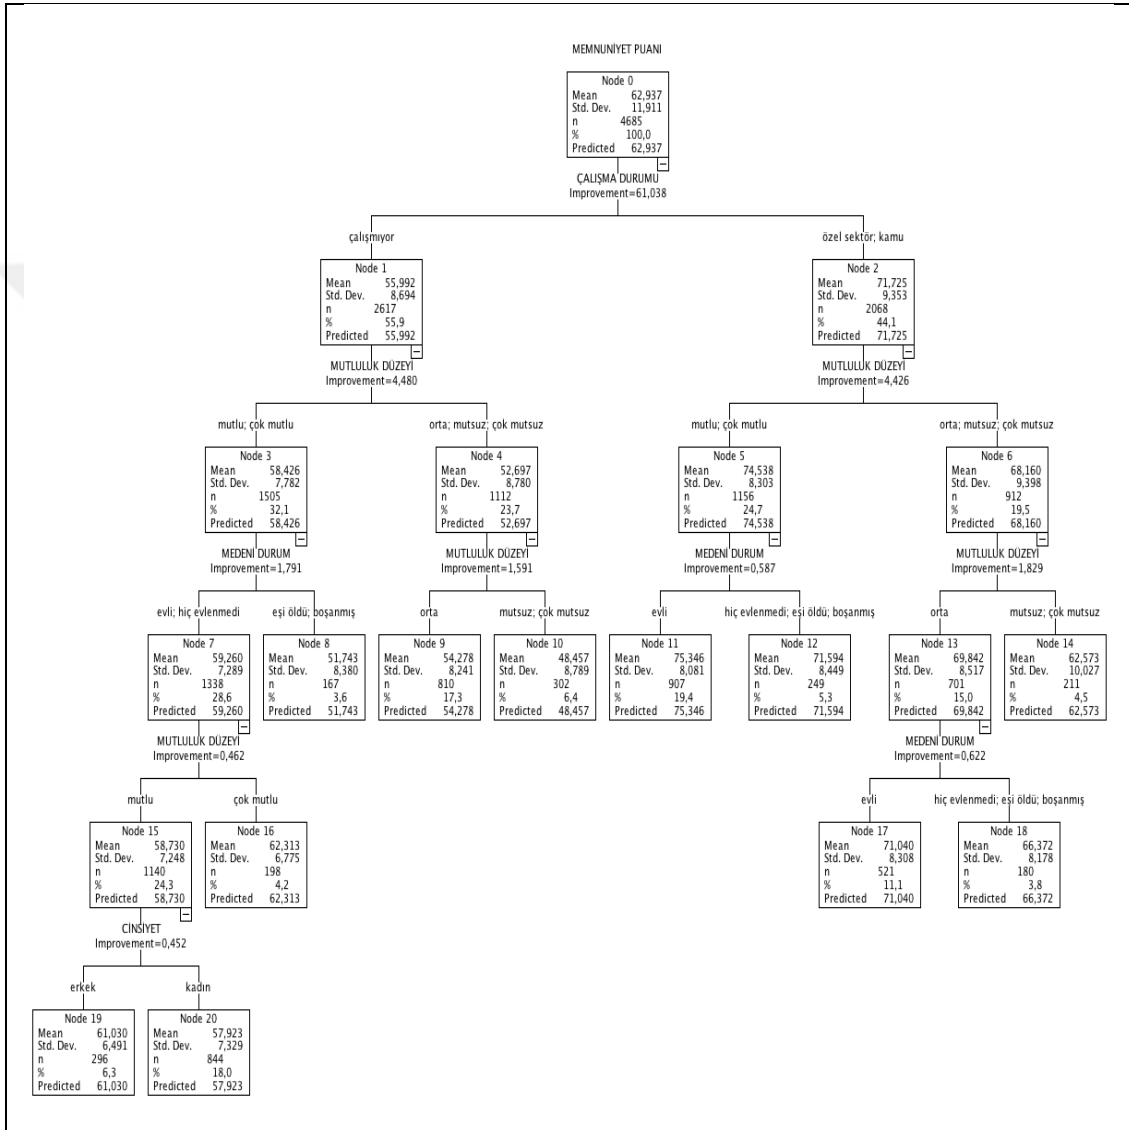 MEMNUNİYET PUANI
Node 0
Mean 62,937
Std. Dev. 11,911
n 4685
% 100,0
Predicted 62,937
ÇALIŞMA DURUMU
Improvement=61,038
çalışmıyor
özel sektör; kamu
Node 1
Mean 55,992
Std. Dev. 8,694
n 2617
% 55,9
Predicted 55,992
Node 2
Mean 71,725
Std. Dev. 9,353
n 2068
% 44,1
Predicted 71,725
MUTLULUK DÜZEYİ
Improvement=4,480
MUTLULUK DÜZEYİ
Improvement=4,426
mutlu; çok mutlu
orta; mutsuz; çok mutsuz
mutlu; çok mutlu
orta; mutsuz; çok mutsuz
Node 3
Mean 58,426
Std. Dev. 7,782
n 1505
% 32,1
Predicted 58,426
Node 4
Mean 52,697
Std. Dev. 8,780
n 1112
% 23,7
Predicted 52,697
Node 5
Mean 74,538
Std. Dev. 8,303
n 1156
% 24,7
Predicted 74,538
Node 6
Mean 68,160
Std. Dev. 9,398
n 912
% 19,5
Predicted 68,160
MEDENİ DURUM
Improvement=1,791
MUTLULUK DÜZEYİ
Improvement=1,591
MEDENİ DURUM
Improvement=0,587
MUTLULUK DÜZEYİ
Improvement=1,829
evli; hiç evlenmedi
eşi öldü; boşanmış
orta
mutsuz; çok mutsuz
evli
hiç evlenmedi; eşi öldü; boşanmış
orta
mutsuz; çok mutsuz
Node 7
Mean 59,260
Std. Dev. 7,289
n 1338
% 28,6
Predicted 59,260
Node 8
Mean 51,743
Std. Dev. 8,380
n 167
% 3,6
Predicted 51,743
Node 9
Mean 54,278
Std. Dev. 8,241
n 810
% 17,3
Predicted 54,278
Node 10
Mean 48,457
Std. Dev. 8,789
n 302
% 6,4
Predicted 48,457
Node 11
Mean 75,346
Std. Dev. 8,081
n 907
% 19,4
Predicted 75,346
Node 12
Mean 71,594
Std. Dev. 8,449
n 249
% 5,3
Predicted 71,594
Node 13
Mean 69,842
Std. Dev. 8,517
n 701
% 15,0
Predicted 69,842
Node 14
Mean 62,573
Std. Dev. 10,027
n 211
% 4,5
Predicted 62,573
MUTLULUK DÜZEYİ
Improvement=0,462
MEDENİ DURUM
Improvement=0,622
mutlu
çok mutlu
evli
hiç evlenmedi; eşi öldü; boşanmış
Node 15
Mean 58,730
Std. Dev. 7,248
n 1140
% 24,3
Predicted 58,730
Node 16
Mean 62,313
Std. Dev. 6,775
n 198
% 4,2
Predicted 62,313
Node 17
Mean 71,040
Std. Dev. 8,308
n 521
% 11,1
Predicted 71,040
Node 18
Mean 66,372
Std. Dev. 8,178
n 180
% 3,8
Predicted 66,372
CİNSİYET
Improvement=0,452
erkek
kadın
Node 19
Mean 61,030
Std. Dev. 6,491
n 296
% 6,3
Predicted 61,030
Node 20
Mean 57,923
Std. Dev. 7,329
n 844
% 18,0
Predicted 57,923